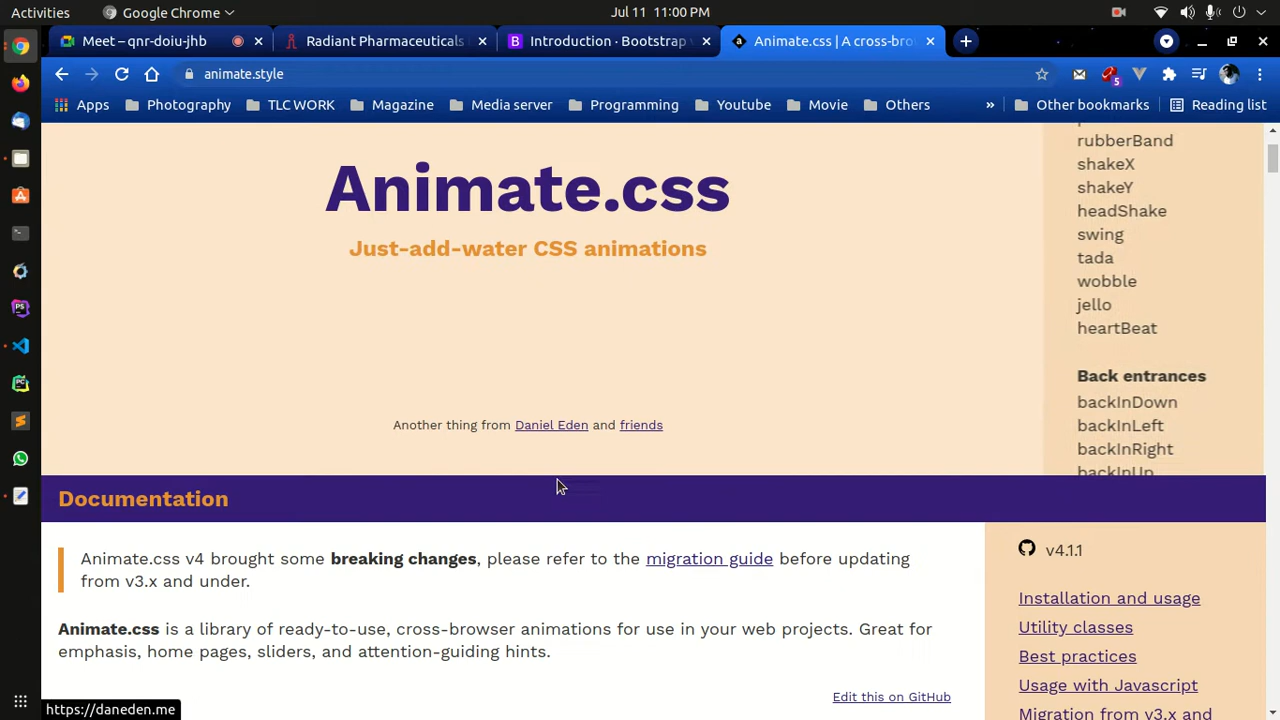 Activities
Google Chrome
Jul 11 11:00 PM
Meet – qnr-doiu-jhb
Radiant Pharmaceuticals
Introduction · Bootstrap
Animate.css | A cross-bro
animate.style
5
Apps
Photography
TLC WORK
Magazine
Media server
Programming
Youtube
Movie
Others
»
Other bookmarks
Reading list
Animate.css
Just-add-water CSS animations
Another thing from Daniel Eden and friends
rubberBand
shakeX
shakeY
headShake
swing
tada
wobble
jello
heartBeat
Back entrances
backInDown
backInLeft
backInRight
backInUp
Documentation
Animate.css v4 brought some breaking changes, please refer to the migration guide before updating
from v3.x and under.
Animate.css is a library of ready-to-use, cross-browser animations for use in your web projects. Great for
emphasis, home pages, sliders, and attention-guiding hints.
Edit this on GitHub
v4.1.1
Installation and usage
Utility classes
Best practices
Usage with Javascript
Migration from v3.x and
https://daneden.me